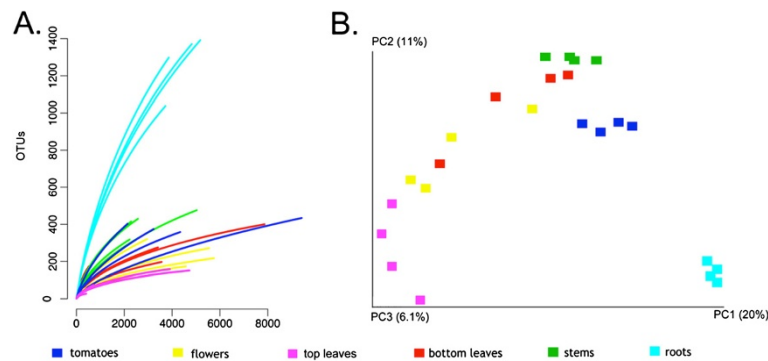 A.
1400
1200
1000
800
600
400
200
0
OTUs
0 2000 4000 6000 8000
B.
PC2 (11%)
PC3 (6.1%)
PC1 (20%)
tomatoes flowers top leaves bottom leaves stems roots